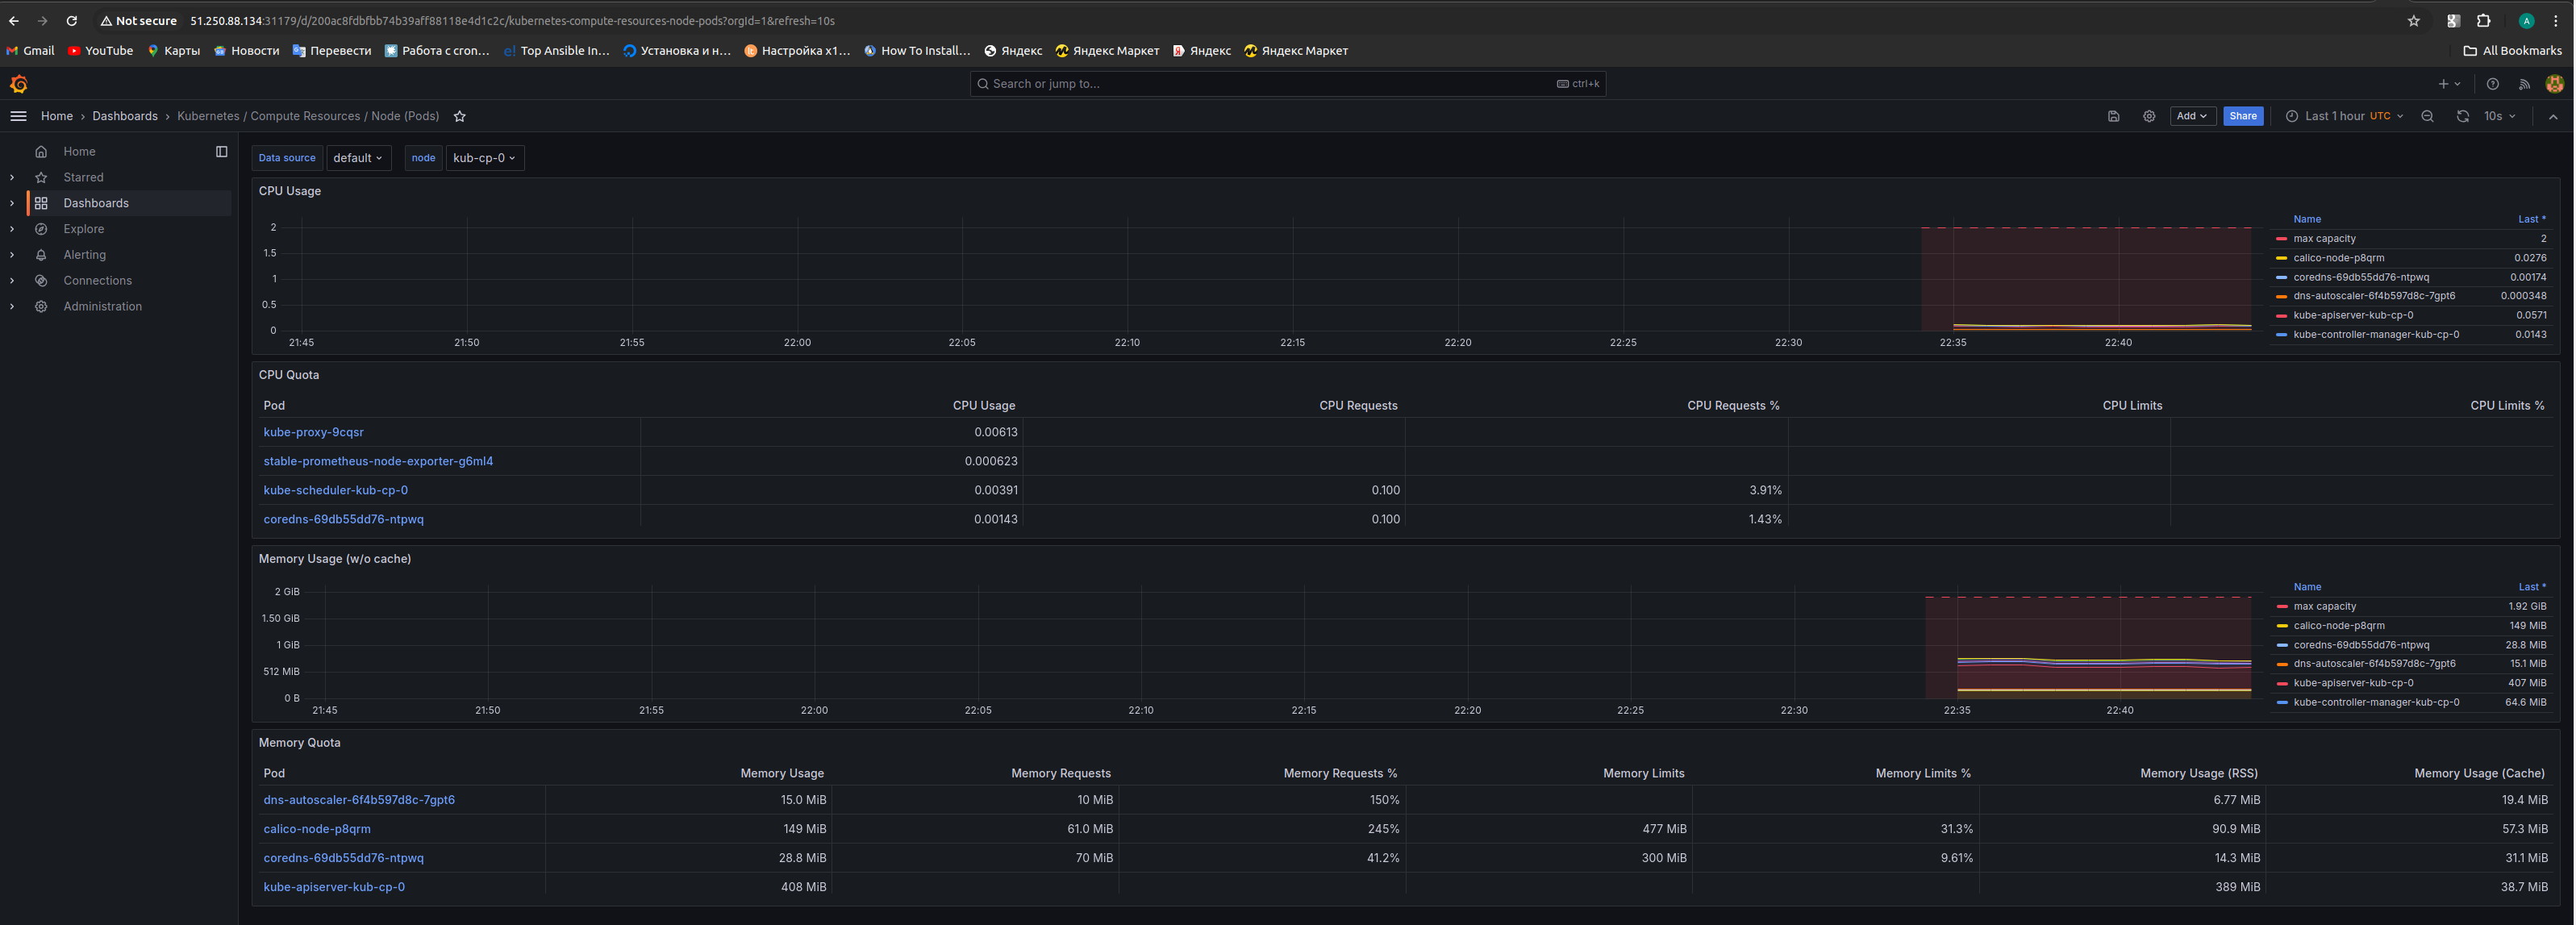 Not secure 51.250.88.134:31179/d/200ac8fdbfbb74b39aff88118e4d1c2c/kubernetes-compute-resources-node-pods?orgId=1&refresh=10s A
Gmail YouTube Карты Новости Перевести Работа с cron... Top Ansible In... Установка и н... Настройка x1... How To Install... Яндекс Яндекс Маркет Яндекс Яндекс Маркет All Bookmarks
Search or jump to... ctrl+k
Home › Dashboards › Kubernetes / Compute Resources / Node (Pods) Add Share Last 1 hour UTC 10s
Home
Starred
Dashboards
Explore
Alerting
Connections
Administration
Data source default node kub-cp-0
CPU Usage
2
1.5
1
0.5
0
21:45 21:50 21:55 22:00 22:05 22:10 22:15 22:20 22:25 22:30 22:35 22:40
Name Last *
max capacity 2
calico-node-p8qrm 0.0276
coredns-69db55dd76-ntpwq 0.00174
dns-autoscaler-6f4b597d8c-7gpt6 0.000348
kube-apiserver-kub-cp-0 0.0571
kube-controller-manager-kub-cp-0 0.0143
CPU Quota
Pod CPU Usage CPU Requests CPU Requests % CPU Limits CPU Limits %
kube-proxy-9cqsr 0.00613
stable-prometheus-node-exporter-g6ml4 0.000623
kube-scheduler-kub-cp-0 0.00391 0.100 3.91%
coredns-69db55dd76-ntpwq 0.00143 0.100 1.43%
Memory Usage (w/o cache)
2 GiB
1.50 GiB
1 GiB
512 MiB
0 B
21:45 21:50 21:55 22:00 22:05 22:10 22:15 22:20 22:25 22:30 22:35 22:40
Name Last *
max capacity 1.92 GiB
calico-node-p8qrm 149 MiB
coredns-69db55dd76-ntpwq 28.8 MiB
dns-autoscaler-6f4b597d8c-7gpt6 15.1 MiB
kube-apiserver-kub-cp-0 407 MiB
kube-controller-manager-kub-cp-0 64.6 MiB
Memory Quota
Pod Memory Usage Memory Requests Memory Requests % Memory Limits Memory Limits % Memory Usage (RSS) Memory Usage (Cache)
dns-autoscaler-6f4b597d8c-7gpt6 15.0 MiB 10 MiB 150% 6.77 MiB 19.4 MiB
calico-node-p8qrm 149 MiB 61.0 MiB 245% 477 MiB 31.3% 90.9 MiB 57.3 MiB
coredns-69db55dd76-ntpwq 28.8 MiB 70 MiB 41.2% 300 MiB 9.61% 14.3 MiB 31.1 MiB
kube-apiserver-kub-cp-0 408 MiB 389 MiB 38.7 MiB